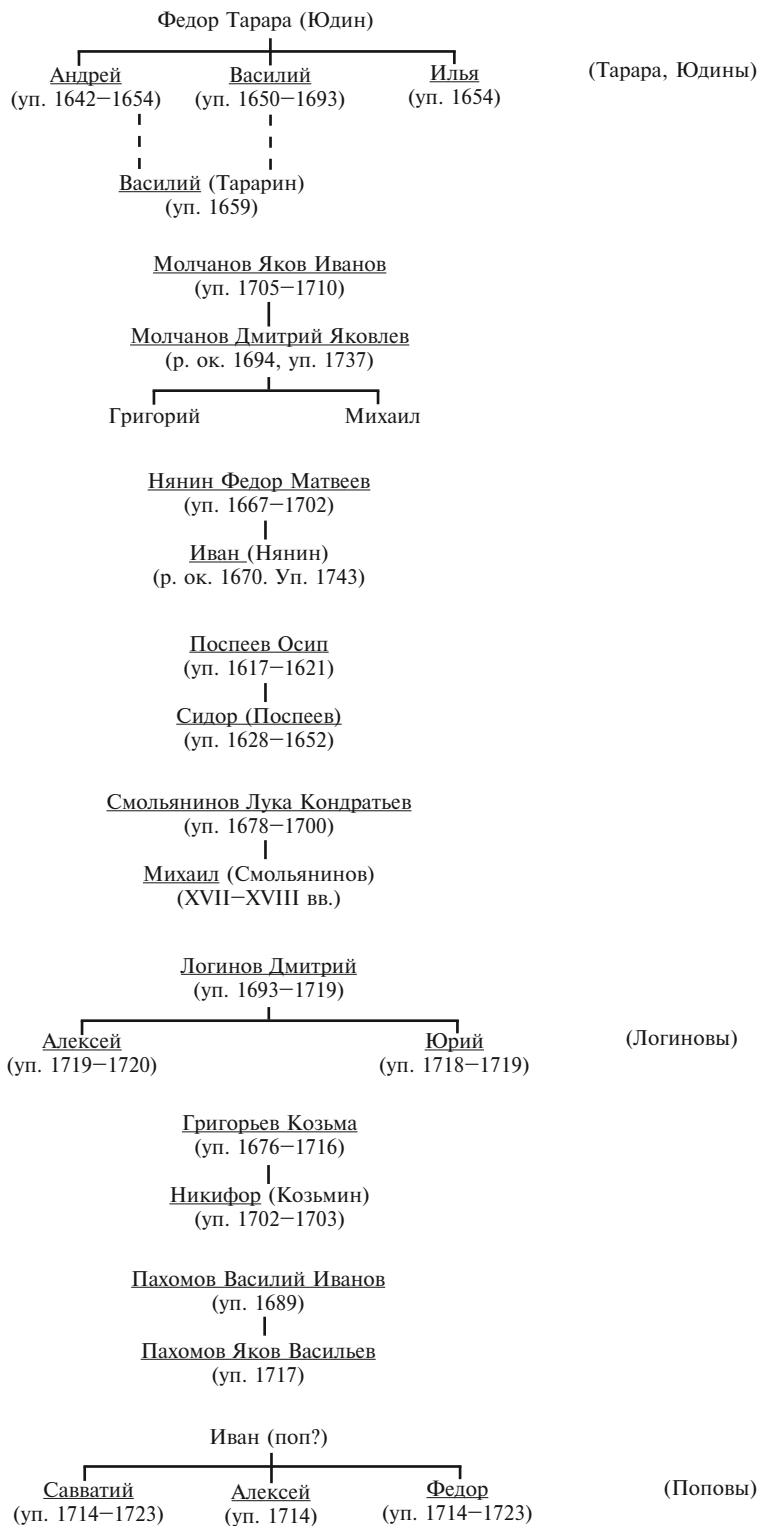 Федор Тарара (Юдин)
Андрей Василий Илья (Тарара, Юдины)
(уп. 1642–1654) (уп. 1650–1693) (уп. 1654)
Василий (Тарарин)
(уп. 1659)
Молчанов Яков Иванов
(уп. 1705–1710)
Молчанов Дмитрий Яковлев
(р. ок. 1694, уп. 1737)
Григорий Михаил
Нянин Федор Матвеев
(уп. 1667–1702)
Иван (Нянин)
(р. ок. 1670. Уп. 1743)
Поспеев Осип
(уп. 1617–1621)
Сидор (Поспеев)
(уп. 1628–1652)
Смольянинов Лука Кондратьев
(уп. 1678–1700)
Михаил (Смольянинов)
(XVII–XVIII вв.)
Логинов Дмитрий
(уп. 1693–1719)
Алексей Юрий (Логиновы)
(уп. 1719–1720) (уп. 1718–1719)
Григорьев Козьма
(уп. 1676–1716)
Никифор (Козьмин)
(уп. 1702–1703)
Пахомов Василий Иванов
(уп. 1689)
Пахомов Яков Васильев
(уп. 1717)
Иван (поп?)
Савватий Алексей Федор (Поповы)
(уп. 1714–1723) (уп. 1714) (уп. 1714–1723)